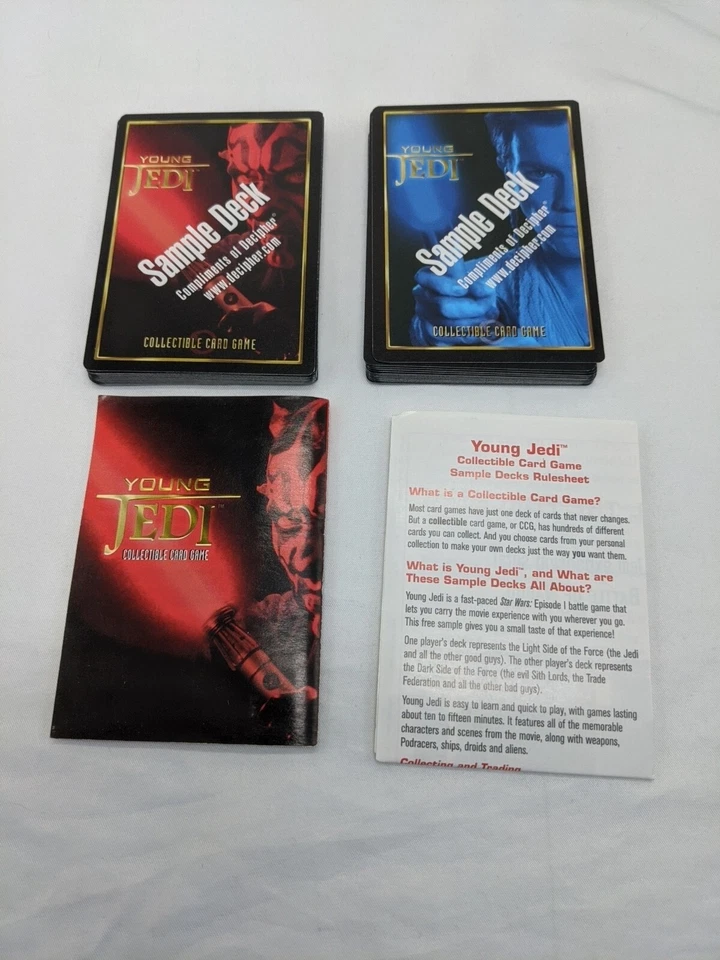 YOUNG
JEDI™
Sample Deck
Compliments of Decipher®
www.decipher.com
COLLECTIBLE CARD GAME
YOUNG
JEDI™
Sample Deck
Compliments of Decipher®
www.decipher.com
COLLECTIBLE CARD GAME
YOUNG
JEDI™
COLLECTIBLE CARD GAME
Young Jedi™
Collectible Card Game
Sample Decks Rulesheet
What is a Collectible Card Game?
Most card games have just one deck of cards that never changes.
But a collectible card game, or CCG, has hundreds of different
cards you can collect. And you choose cards from your personal
collection to make your own decks just the way you want them.
What is Young Jedi™, and What are
These Sample Decks All About?
Young Jedi is a fast-paced Star Wars: Episode I battle game that
lets you carry the movie experience with you wherever you go.
This free sample gives you a small taste of that experience!
One player's deck represents the Light Side of the Force (the Jedi
and all the other good guys). The other player's deck represents
the Dark Side of the Force (the evil Sith Lords, the Trade
Federation and all the other bad guys).
Young Jedi is easy to learn and quick to play, with games lasting
about ten to fifteen minutes. It features all of the memorable
characters and scenes from the movie, along with weapons,
Podracers, ships, droids and aliens.
Collecting and Trading